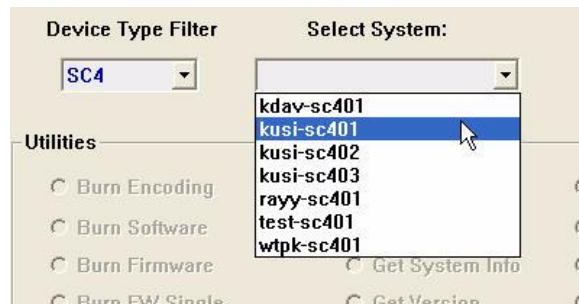 Device Type Filter
Select System:
SC4
kdav-sc401
kusi-sc401
kusi-sc402
kusi-sc403
rayy-sc401
test-sc401
wtpk-sc401
Utilities
Burn Encoding
Burn Software
Burn Firmware
Get System Info
Burn FW Single
Get Version